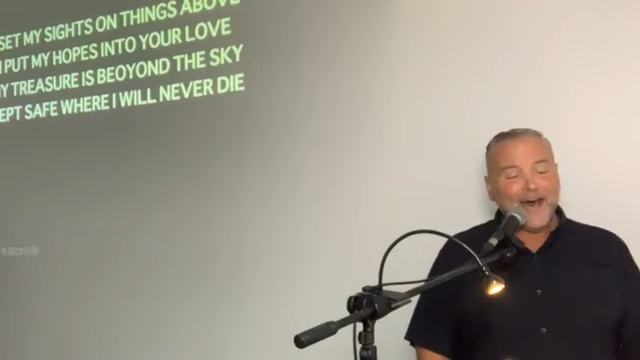 SET MY SIGHTS ON THINGS ABOVE
I PUT MY HOPES INTO YOUR LOVE
MY TREASURE IS BEOYOND THE SKY
EPT SAFE WHERE I WILL NEVER DIE